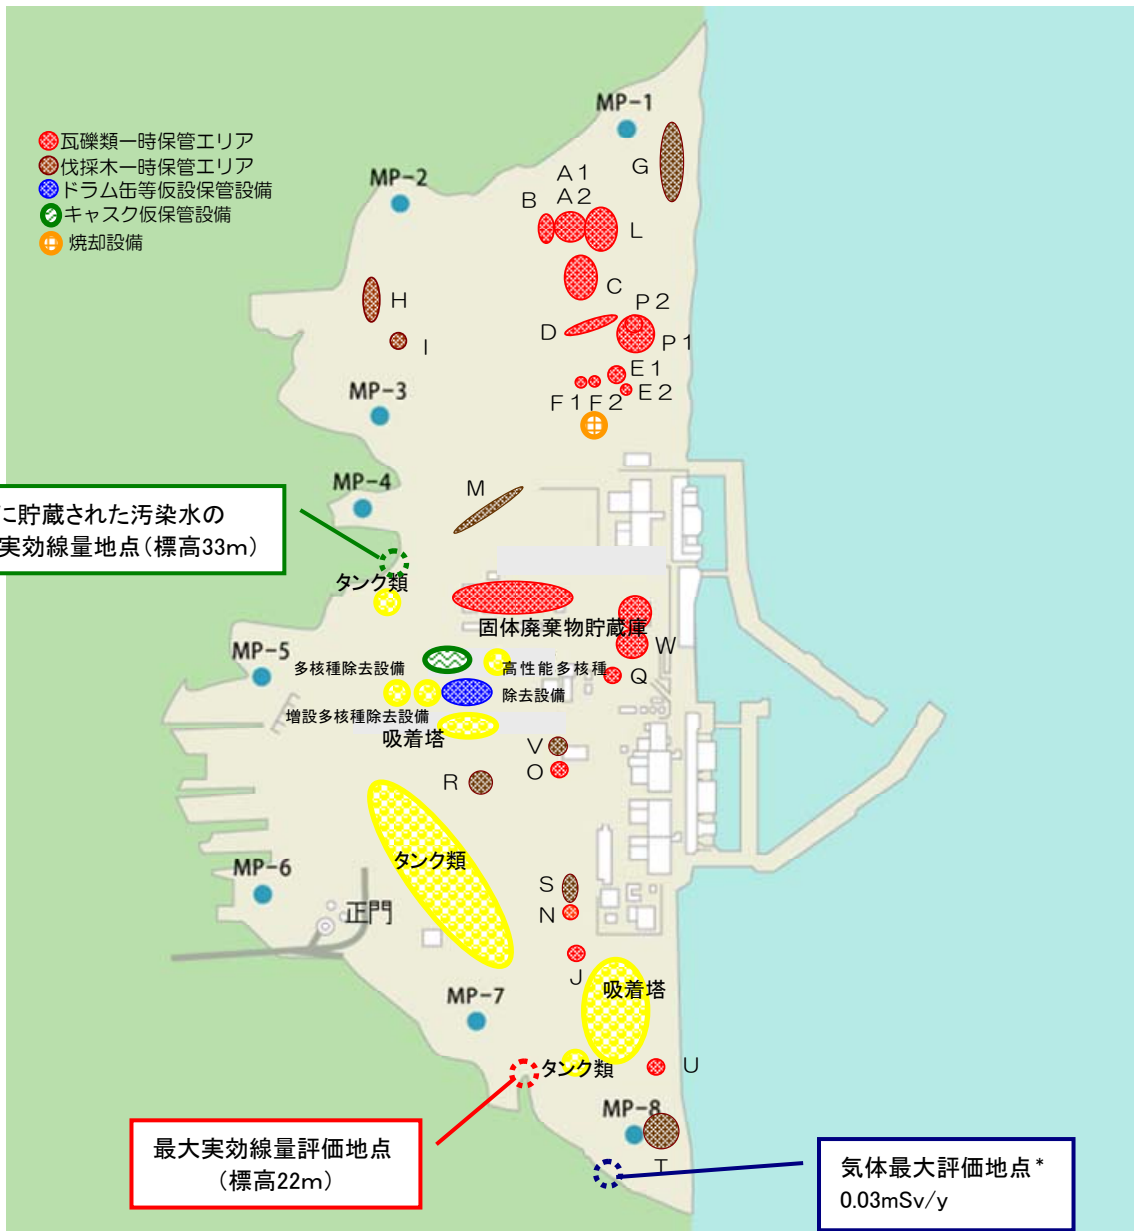 MP-1
瓦礫類一時保管エリア
伐採木一時保管エリア
ドラム缶等仮設保管設備
キャスク仮保管設備
焼却設備
MP-2
G
A1
A2
B
L
C
H
I
P2
D
P1
E1
E2
F1
F2
MP-3
MP-4
M
に貯蔵された汚染水の
実効線量地点(標高33m)
タンク類
固体廃棄物貯蔵庫
W
MP-5
多核種除去設備
高性能多核種
除去設備
Q
増設多核種除去設備
吸着塔
V
O
R
タンク類
MP-6
正門
S
N
J
吸着塔
MP-7
タンク類
U
MP-8
T
最大実効線量評価地点
(標高22m)
気体最大評価地点*
0.03mSv/y